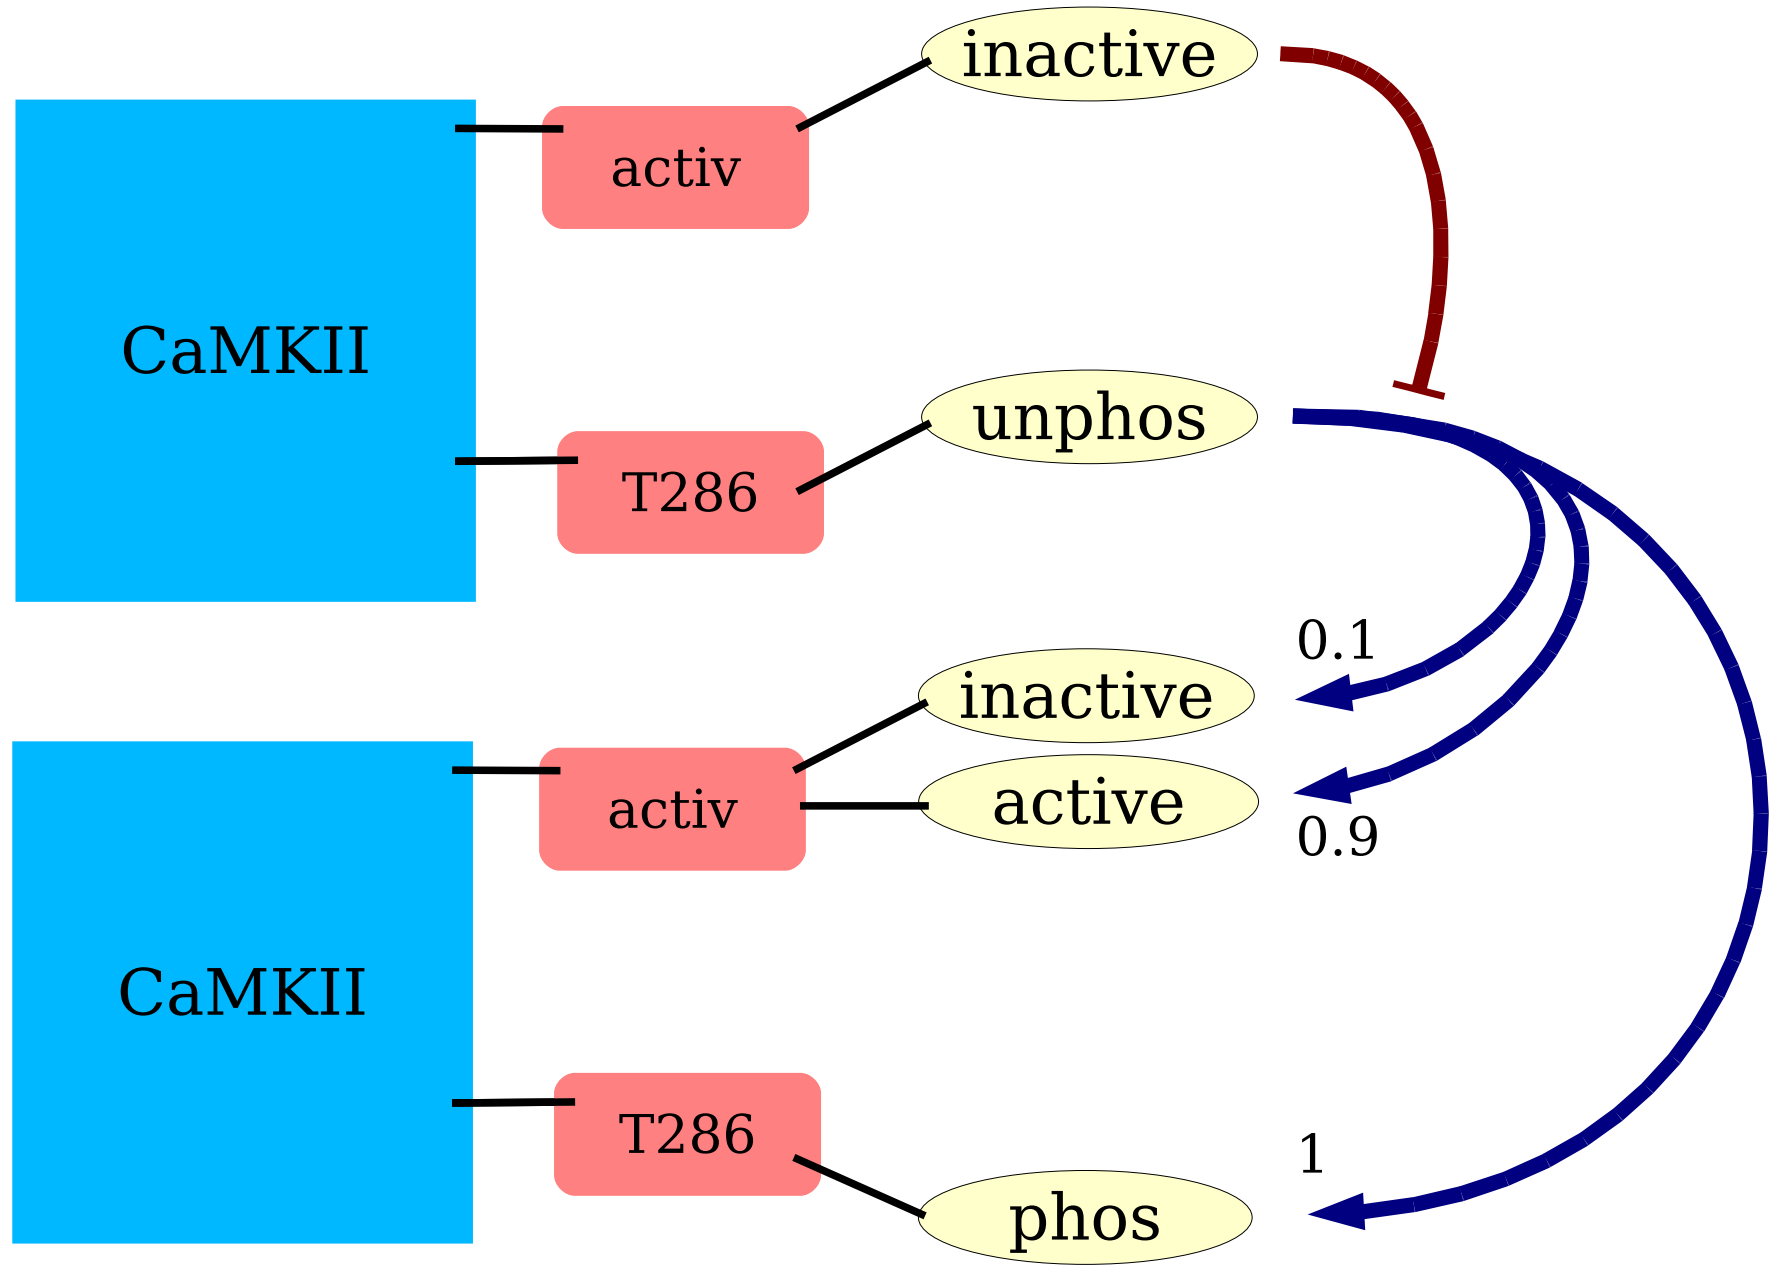 inactive
activ
CaMKII
unphos
T286
0.1
inactive
active
activ
0.9
CaMKII
T286
1
phos